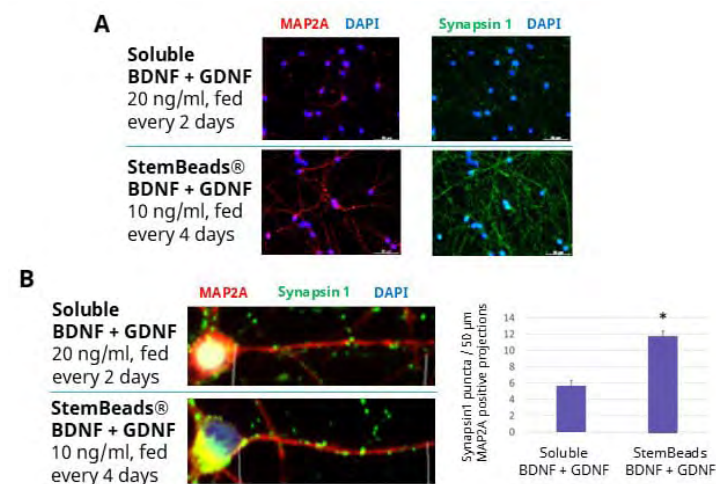 A
MAP2A DAPI
Synapsin 1 DAPI
Soluble
BDNF + GDNF
20 ng/ml, fed
every 2 days
StemBeads®
BDNF + GDNF
10 ng/ml, fed
every 4 days
B
MAP2A Synapsin 1 DAPI
Soluble
BDNF + GDNF
20 ng/ml, fed
every 2 days
StemBeads®
BDNF + GDNF
10 ng/ml, fed
every 4 days
Synapsin1 puncta / 50 µm
MAP2A positive projections
14
12
10
8
6
4
2
0
*
Soluble
BDNF + GDNF
StemBeads
BDNF + GDNF